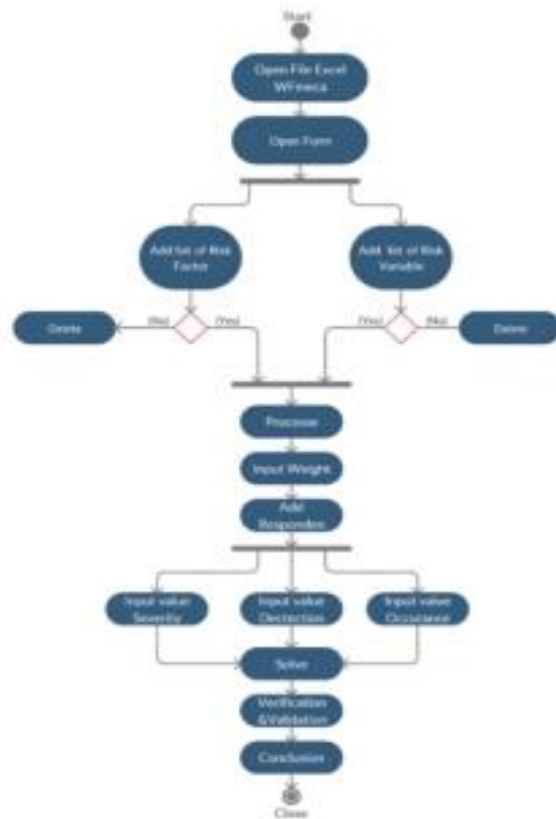 Start
Open File Excel
WFmeca
Open Form
Add list of Risk
Factor
Add list of Risk
Variable
Delete
(No)
(Yes)
(Yes)
(No)
Delete
Processe
Input Weight
Add
Responden
Input value
Severity
Input value
Destection
Input value
Occurance
Solve
Verification
&Validation
Conclusion
Close